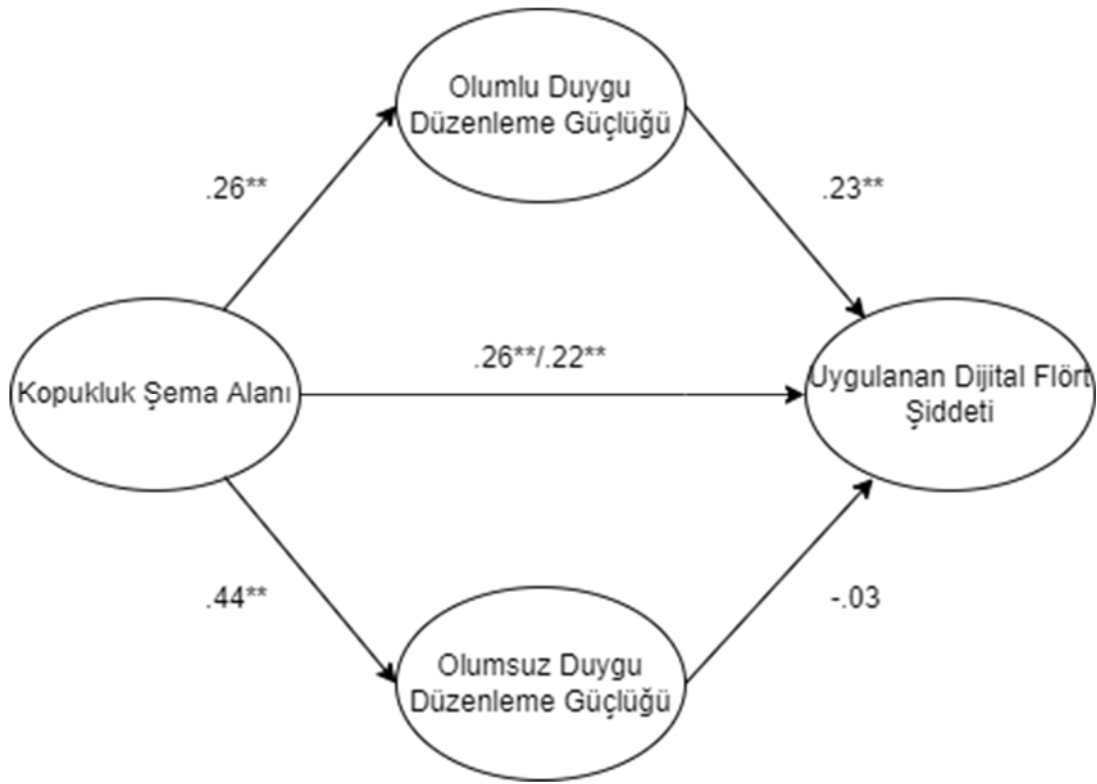 Olumlu Duygu
Düzenleme Güçlüğü
.26**
.23**
.26**/.22**
Kopukluk Şema Alanı
Uygulanan Dijital Flört
Şiddeti
.44**
-.03
Olumsuz Duygu
Düzenleme Güçlüğü